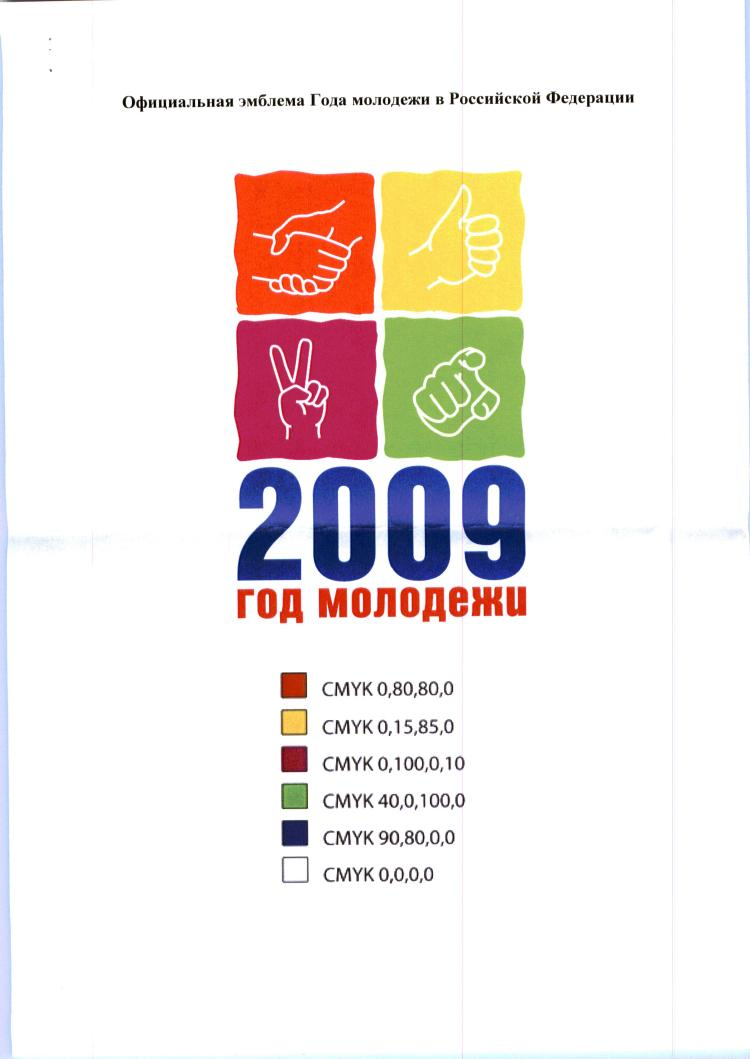 Официальная эмблема Года молодежи в Российской Федерации
2009
год молодежи
CMYK 0,80,80,0
CMYK 0,15,85,0
CMYK 0,100,0,10
CMYK 40,0,100,0
CMYK 90,80,0,0
CMYK 0,0,0,0